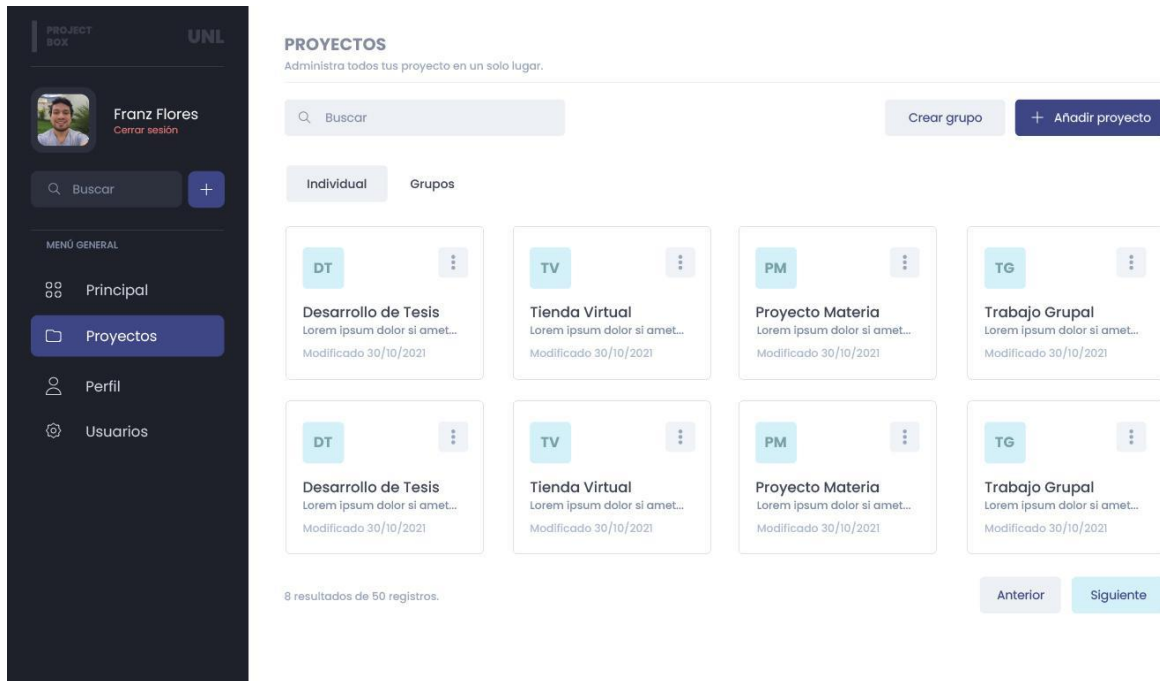 PROJECT
BOX
UNL
Franz Flores
Cerrar sesión
Buscar
+
MENÚ GENERAL
Principal
Proyectos
Perfil
Usuarios
PROYECTOS
Administra todos tus proyecto en un solo lugar.
Buscar
Crear grupo
+ Añadir proyecto
Individual
Grupos
DT
Desarrollo de Tesis
Lorem ipsum dolor si amet...
Modificado 30/10/2021
TV
Tienda Virtual
Lorem ipsum dolor si amet...
Modificado 30/10/2021
PM
Proyecto Materia
Lorem ipsum dolor si amet...
Modificado 30/10/2021
TG
Trabajo Grupal
Lorem ipsum dolor si amet...
Modificado 30/10/2021
DT
Desarrollo de Tesis
Lorem ipsum dolor si amet...
Modificado 30/10/2021
TV
Tienda Virtual
Lorem ipsum dolor si amet...
Modificado 30/10/2021
PM
Proyecto Materia
Lorem ipsum dolor si amet...
Modificado 30/10/2021
TG
Trabajo Grupal
Lorem ipsum dolor si amet...
Modificado 30/10/2021
8 resultados de 50 registros.
Anterior
Siguiente